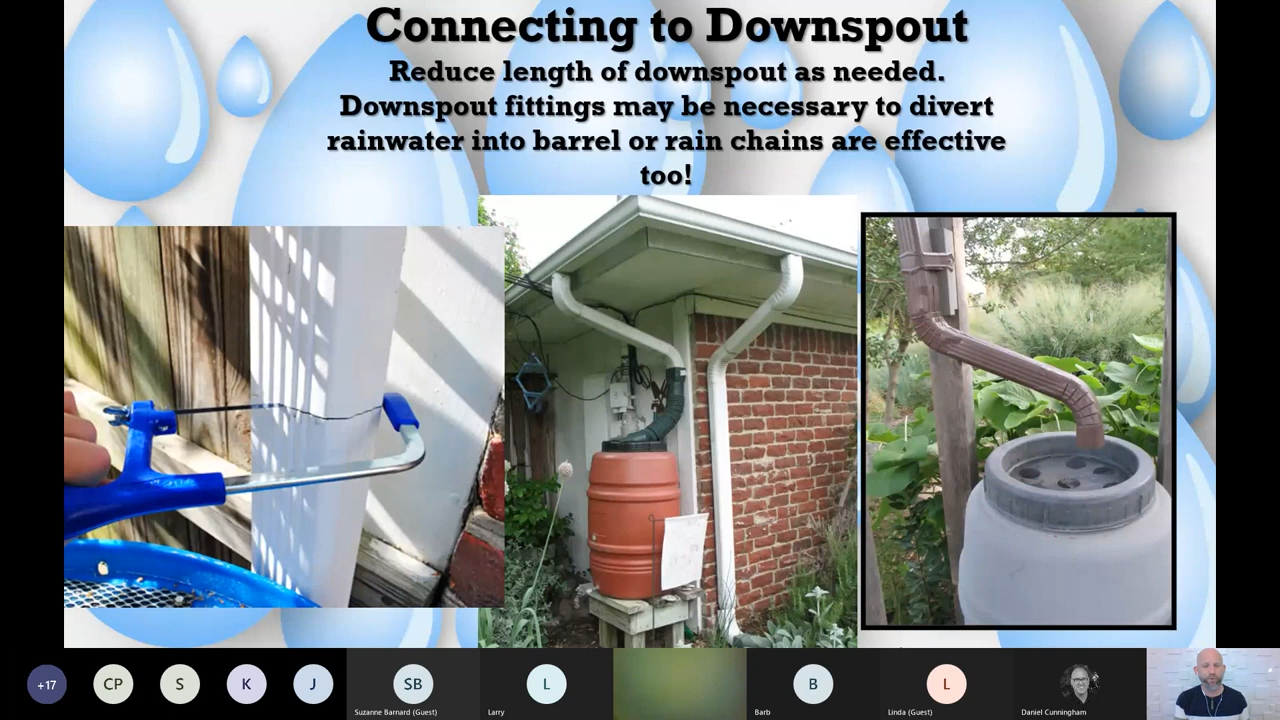 Connecting to Downspout
Reduce length of downspout as needed.
Downspout fittings may be necessary to divert
rainwater into barrel or rain chains are effective
too!
+17
CP
S
K
J
SB
L
B
L
Suzanne Barnard (Guest)
Larry
Barb
Linda (Guest)
Daniel Cunningham